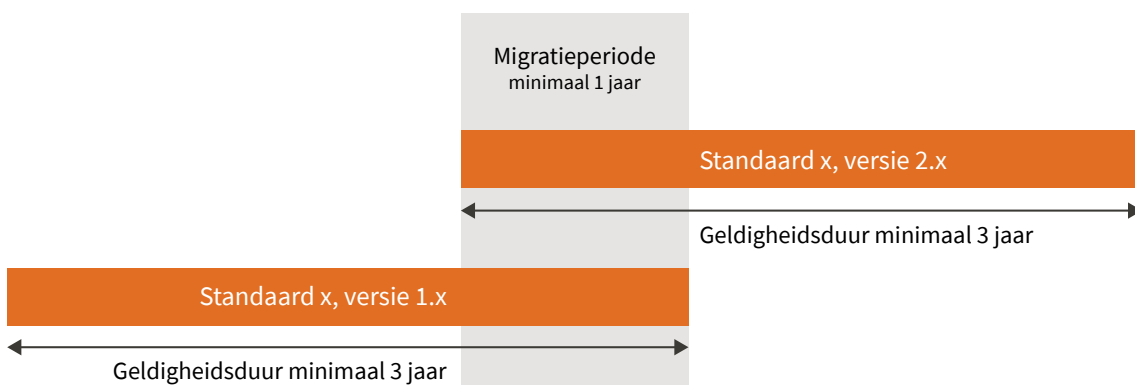 Migratieperiode
minimaal 1 jaar
Standaard x, versie 2.x
Geldigheidsduur minimaal 3 jaar
Standaard x, versie 1.x
Geldigheidsduur minimaal 3 jaar